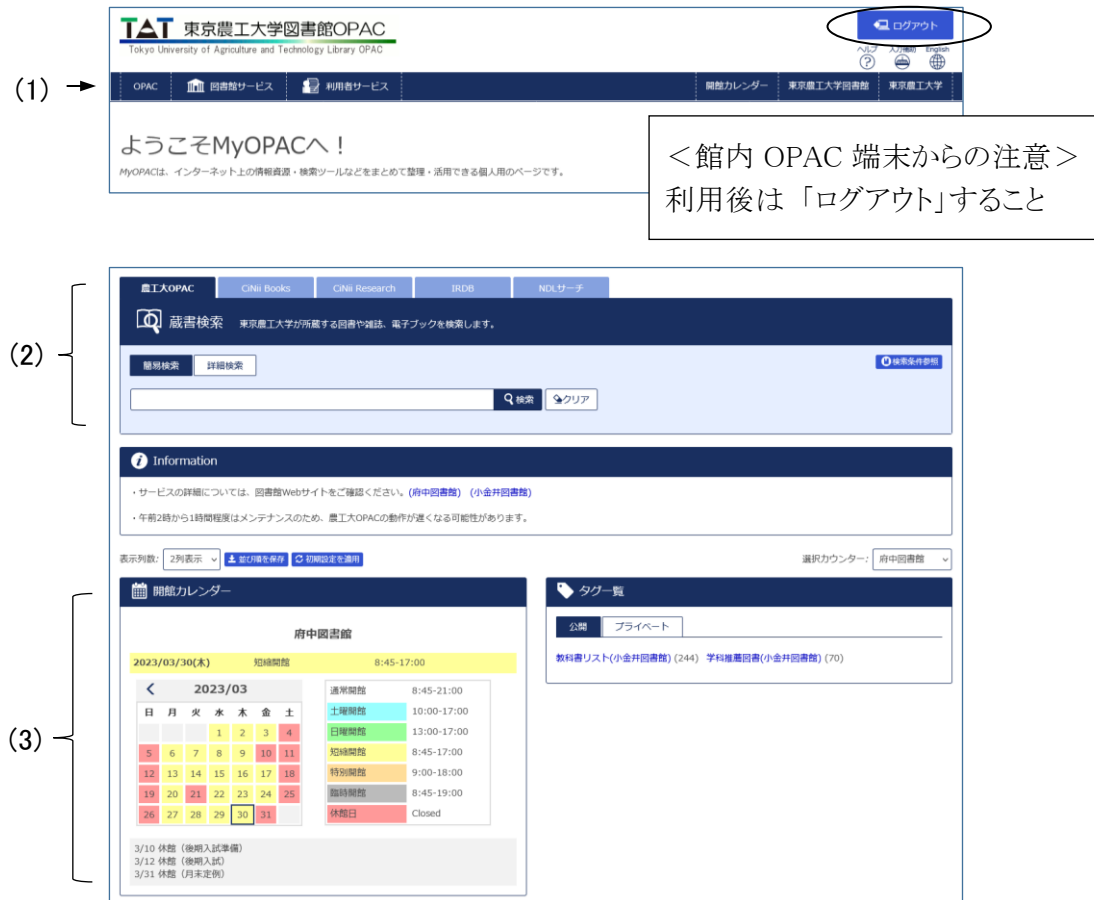 TAT 東京農工大学図書館OPAC
Tokyo University of Agriculture and Technology Library OPAC
ログアウト
ヘルプ 入力補助 English
(1)
OPAC 図書館サービス 利用者サービス 開館カレンダー 東京農工大学図書館 東京農工大学
ようこそMyOPACへ！
MyOPACは、インターネット上の情報資源・検索ツールなどをまとめて整理・活用できる個人用のページです。
＜館内 OPAC 端末からの注意＞
利用後は 「ログアウト」すること
(2)
農工大OPAC CiNii Books CiNii Research IRDB NDLサーチ
蔵書検索 東京農工大学が所蔵する図書や雑誌、電子ブックを検索します。
簡易検索 詳細検索 検索条件参照
検索 クリア
Information
・サービスの詳細については、図書館Webサイトをご確認ください。(府中図書館) (小金井図書館)
・午前2時から1時間程度はメンテナンスのため、農工大OPACの動作が遅くなる可能性があります。
表示列数: 2列表示 並び順を保存 初期設定を適用 選択カウンター: 府中図書館
(3)
開館カレンダー
府中図書館
2023/03/30(木) 短縮開館 8:45-17:00
2023/03
日 月 火 水 木 金 土
1 2 3 4
5 6 7 8 9 10 11
12 13 14 15 16 17 18
19 20 21 22 23 24 25
26 27 28 29 30 31
通常開館 8:45-21:00
土曜開館 10:00-17:00
日曜開館 13:00-17:00
短縮開館 8:45-17:00
特別開館 9:00-18:00
臨時開館 8:45-19:00
休館日 Closed
3/10 休館（後期入試準備）
3/12 休館（後期入試）
3/31 休館（月末定例）
タグ一覧
公開 プライベート
教科書リスト(小金井図書館) (244) 学科推薦図書(小金井図書館) (70)